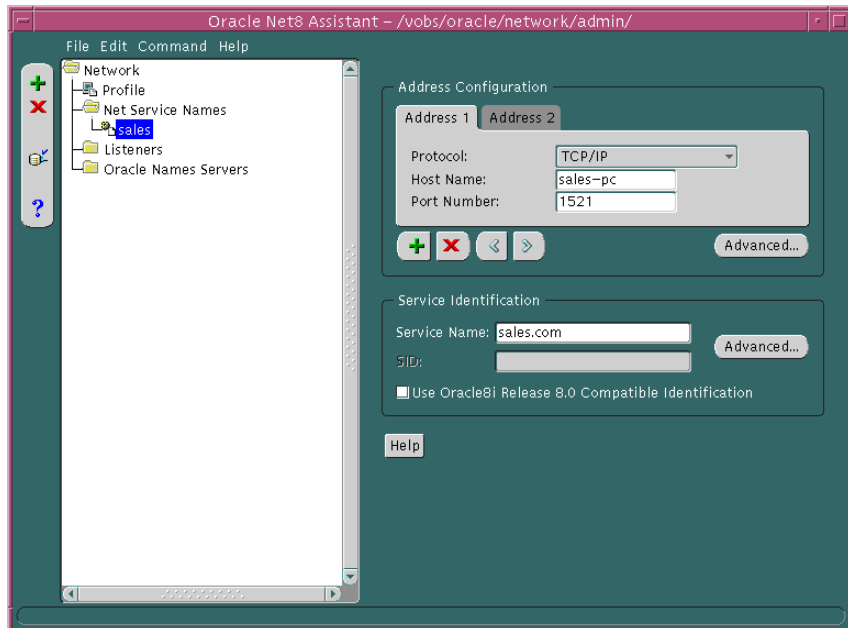 Oracle Net8 Assistant – /vobs/oracle/network/admin/
File Edit Command Help
Network
Profile
Net Service Names
sales
Listeners
Oracle Names Servers
?
Address Configuration
Address 1 Address 2
Protocol: TCP/IP
Host Name: sales-pc
Port Number: 1521
Advanced...
Service Identification
Service Name: sales.com
Advanced...
SID:
Use Oracle8i Release 8.0 Compatible Identification
Help